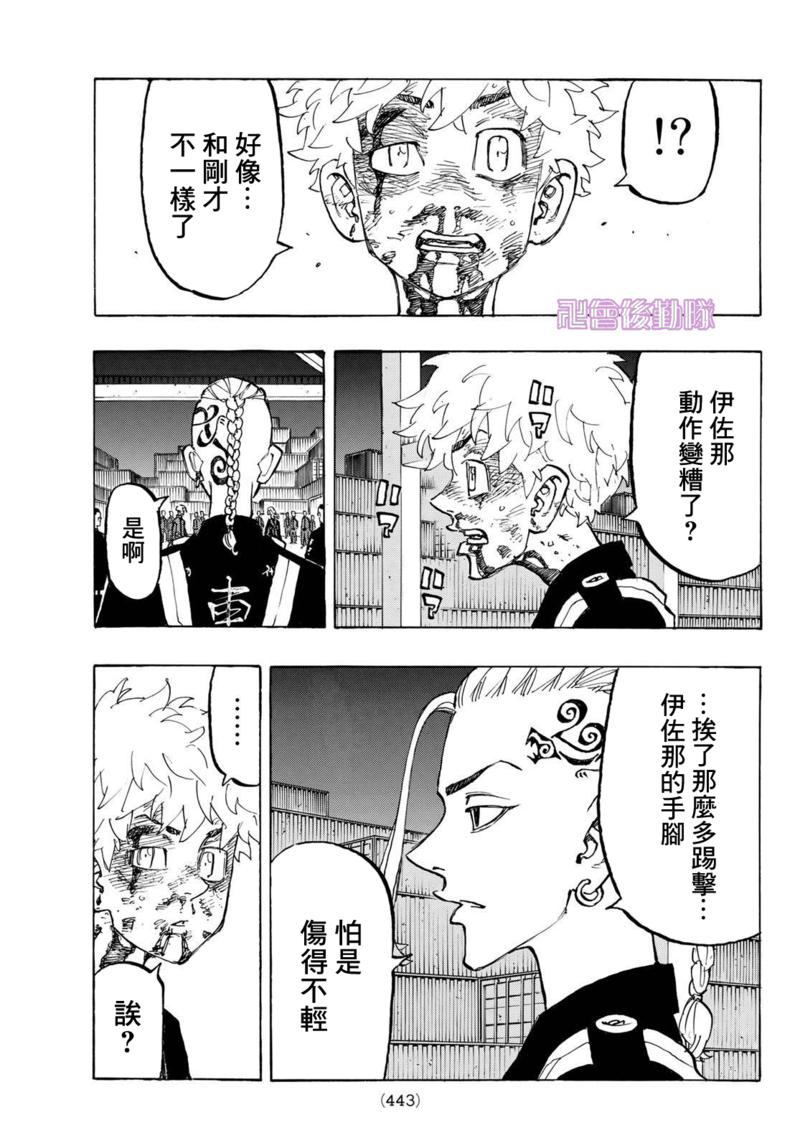 !?
好像…
和剛才
不一樣了
卍會後勤隊
伊佐那
動作變糟了?
ハァ
ハァ
ハァ
是啊
…挨了那麼多踢擊…
伊佐那的手腳
怕是
傷得不輕
……
誒?
(443)